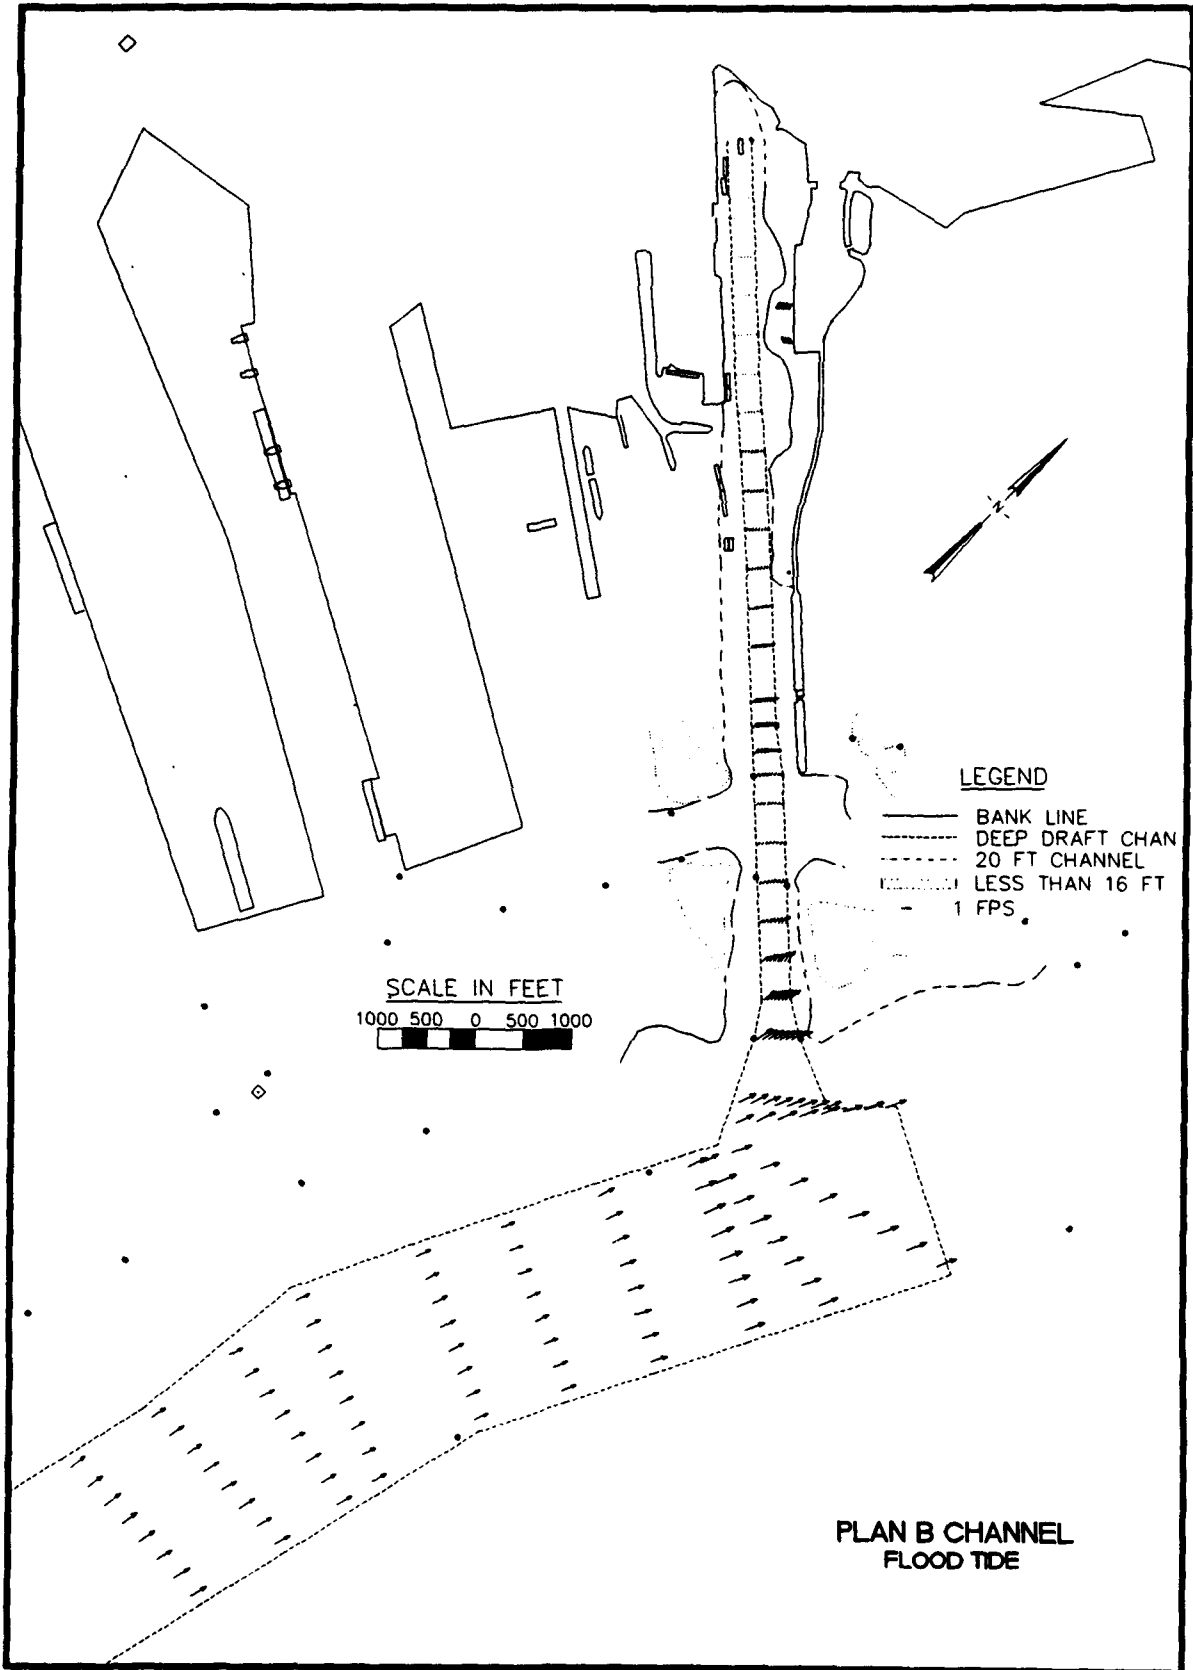 N
LEGEND
BANK LINE
DEEP DRAFT CHAN
20 FT CHANNEL
LESS THAN 16 FT
1 FPS
SCALE IN FEET
1000 500 0 500 1000
PLAN B CHANNEL
FLOOD TIDE